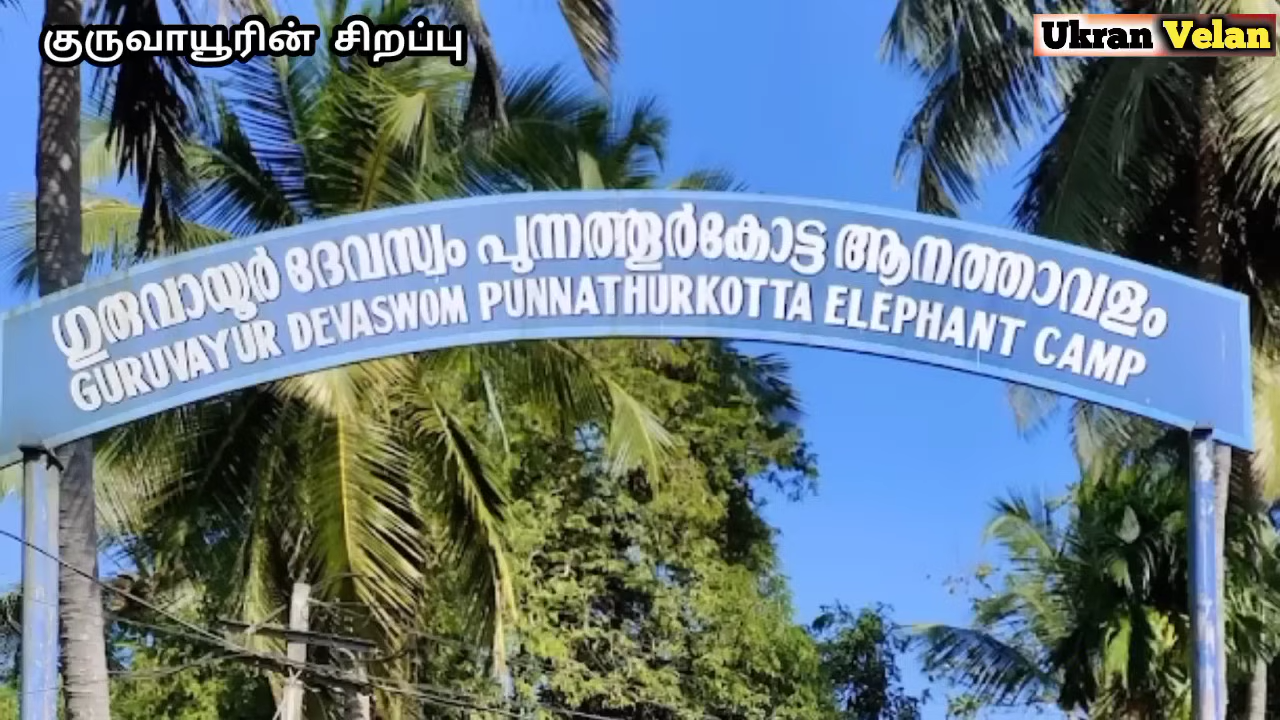 குருவாயூரின் சிறப்பு
Ukran Velan
ഗുരുവായൂർ ദേവസ്വം പുന്നത്തൂർകോട്ട ആനത്താവളം
GURUVAYUR DEVASWOM PUNNATHURKOTTA ELEPHANT CAMP